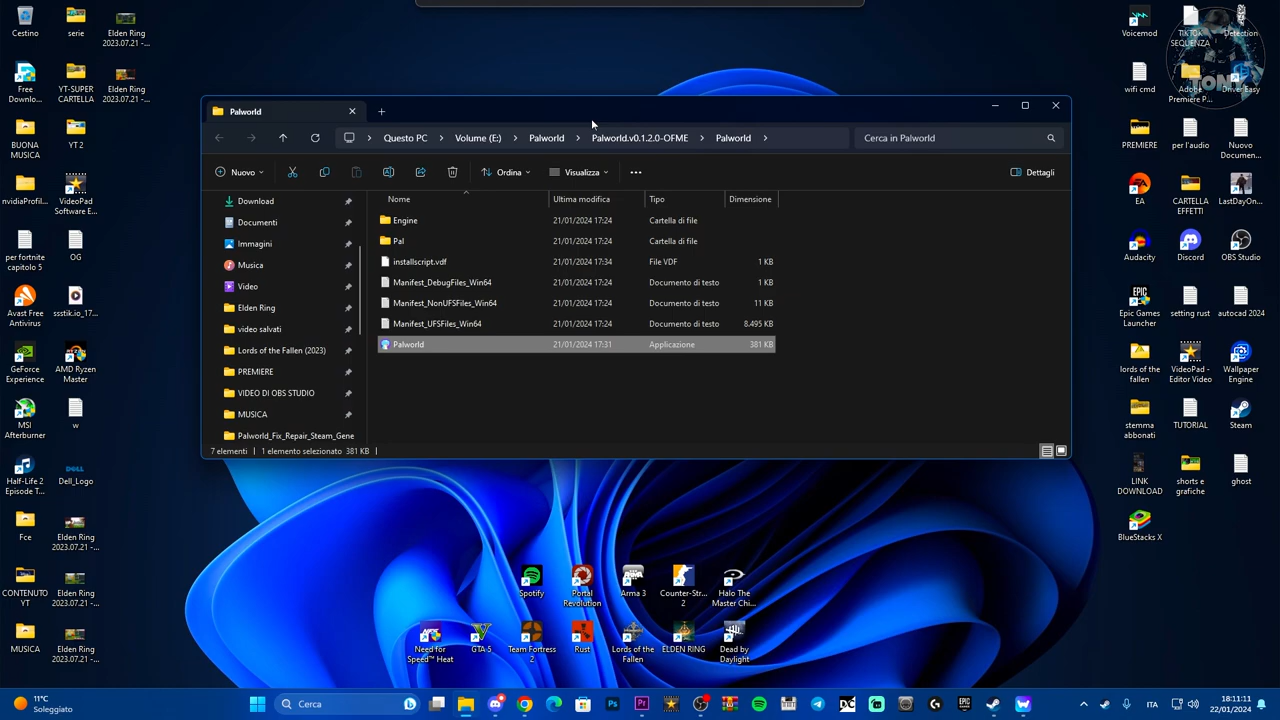 Cestino
serie
Elden Ring
2023.07.21 -...
Free
Downloa...
YT-SUPER
CARTELLA
Elden Ring
2023.07.21 -...
BUONA
MUSICA
YT 2
nvidiaProfil...
VideoPad
Software E...
per fortnite
capitolo 5
OG
Avast Free
Antivirus
ssstik.io_17...
GeForce
Experience
AMD Ryzen
Master
MSI
Afterburner
w
Half-Life 2
Episode T...
DELL
Dell_Logo
Fce
Elden Ring
2023.07.21 -...
CONTENUTO
YT
Elden Ring
2023.07.21 -...
MUSICA
Elden Ring
2023.07.21 -...
Palworld
Questo PC
Volume (E:)
Palworld
Palworld.v0.1.2.0-OFME
Palworld
Cerca in Palworld
Nuovo
Ordina
Visualizza
Dettagli
Download
Documenti
Immagini
Musica
Video
Elden Ring
video salvati
Lords of the Fallen (2023)
PREMIERE
VIDEO DI OBS STUDIO
MUSICA
Palworld_Fix_Repair_Steam_Gene
Nome Ultima modifica Tipo Dimensione
Engine 21/01/2024 17:24 Cartella di file
Pal 21/01/2024 17:24 Cartella di file
installscript.vdf 21/01/2024 17:34 File VDF 1 KB
Manifest_DebugFiles_Win64 21/01/2024 17:24 Documento di testo 1 KB
Manifest_NonUFSFiles_Win64 21/01/2024 17:24 Documento di testo 11 KB
Manifest_UFSFiles_Win64 21/01/2024 17:24 Documento di testo 8.495 KB
Palworld 21/01/2024 17:31 Applicazione 381 KB
7 elementi 1 elemento selezionato 381 KB
Voicemod
TIKTOK
SEQUENZA
Detection
TONY
wifi cmd
Adobe
Premiere P...
Driver Easy
PREMIERE
per l'audio
Nuovo
Documen...
EA
CARTELLA
EFFETTI
LastDayOn...
Audacity
Discord
OBS Studio
Epic Games
Launcher
setting rust
autocad 2024
lords of the
fallen
VideoPad -
Editor Video
Wallpaper
Engine
stemma
abbonati
TUTORIAL
Steam
LINK
DOWNLOAD
shorts e
grafiche
ghost
BlueStacks X
Spotify
Portal
Revolution
Arma 3
Counter-Str...
2
Halo The
Master Chi...
Need for
Speed™ Heat
GTA-5
Team Fortress
2
Rust
Lords of the
Fallen
ELDEN RING
Dead by
Daylight
11°C
Soleggiato
Cerca
ITA
18:11:11
22/01/2024